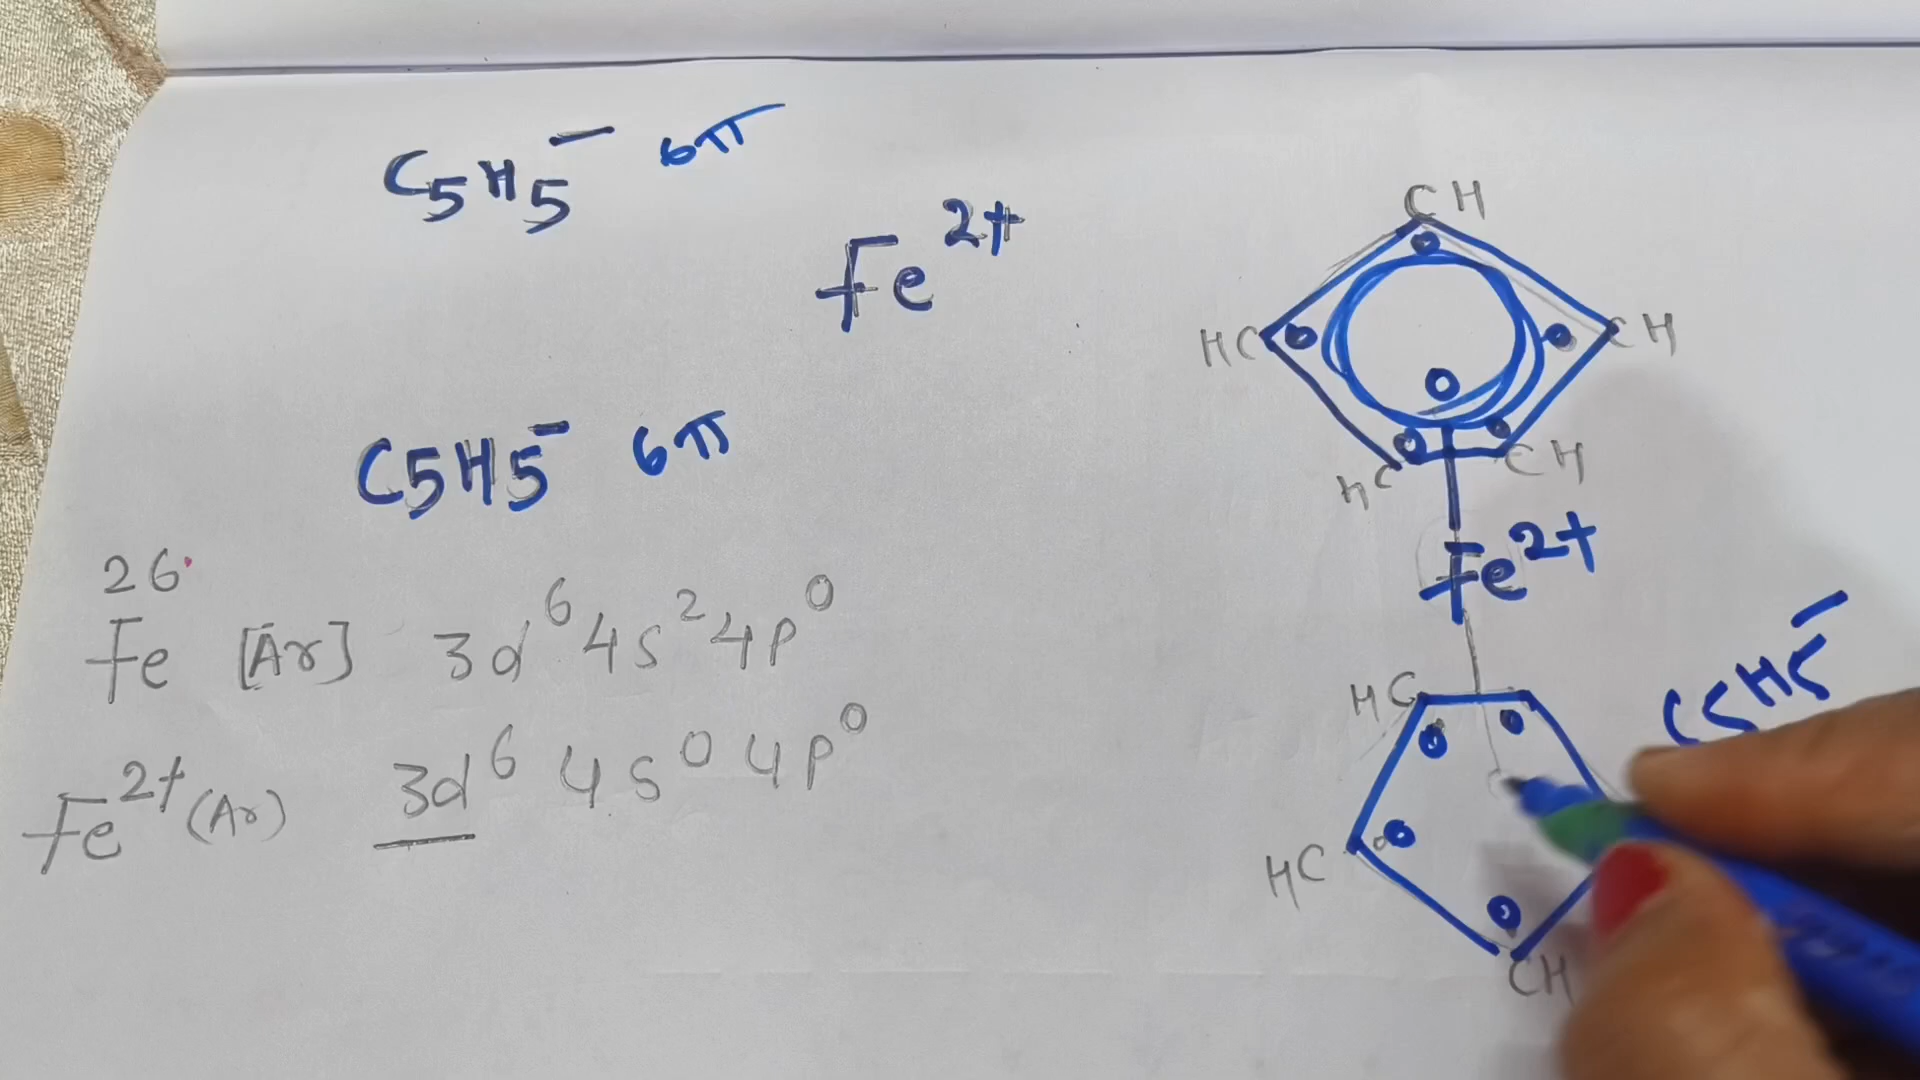 C₅H₅⁻ 6π
Fe²⁺
C₅H₅⁻ 6π
26
Fe [Ar] 3d⁶ 4s² 4p⁰
Fe²⁺ (Ar) 3d⁶ 4s⁰ 4p⁰
CH
HC CH
HC CH
Fe²⁺
C₅H₅⁻
HC
HC
CH